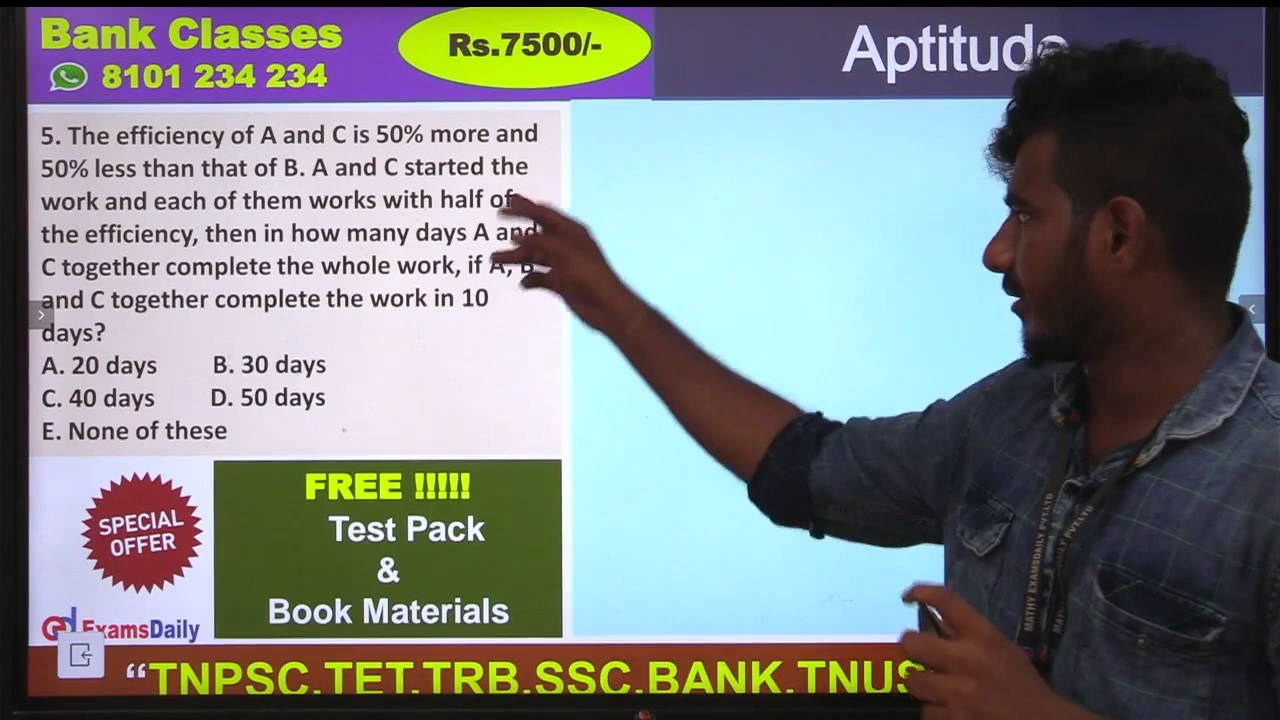 Bank Classes
8101 234 234
Rs.7500/-
Aptitude
5. The efficiency of A and C is 50% more and
50% less than that of B. A and C started the
work and each of them works with half of
the efficiency, then in how many days A and
C together complete the whole work, if A, B
and C together complete the work in 10
days?
A. 20 days B. 30 days
C. 40 days D. 50 days
E. None of these
SPECIAL
OFFER
FREE !!!!!
Test Pack
&
Book Materials
ExamsDaily
“TNPSC,TET,TRB,SSC,BANK,TNUS
MATHY EXAMSDAILY PVT.LTD